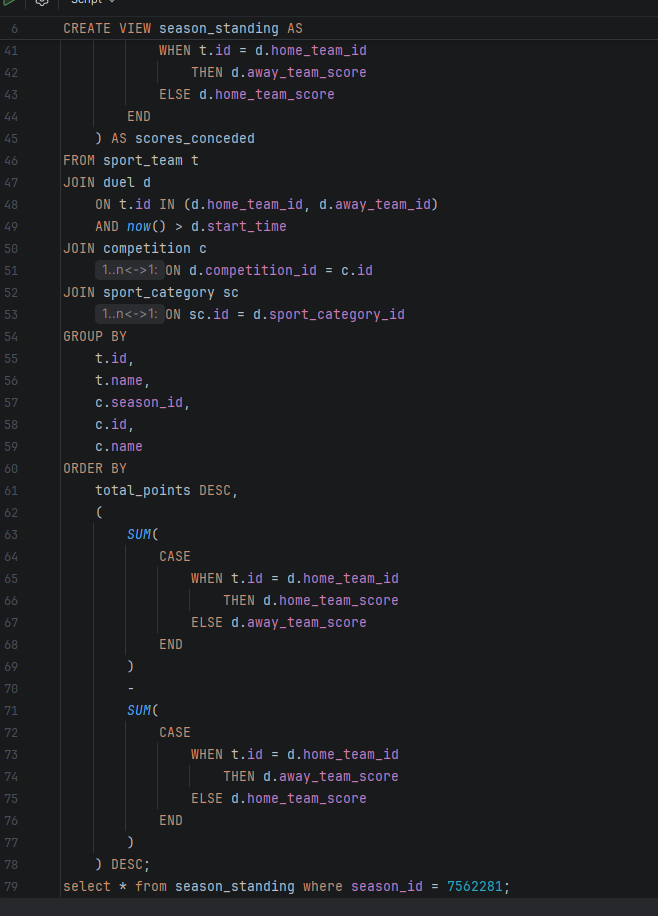 Script
6 CREATE VIEW season_standing AS
41 WHEN t.id = d.home_team_id
42 THEN d.away_team_score
43 ELSE d.home_team_score
44 END
45 ) AS scores_conceded
46 FROM sport_team t
47 JOIN duel d
48 ON t.id IN (d.home_team_id, d.away_team_id)
49 AND now() > d.start_time
50 JOIN competition c
51 1..n<->1: ON d.competition_id = c.id
52 JOIN sport_category sc
53 1..n<->1: ON sc.id = d.sport_category_id
54 GROUP BY
55 t.id,
56 t.name,
57 c.season_id,
58 c.id,
59 c.name
60 ORDER BY
61 total_points DESC,
62 (
63 SUM(
64 CASE
65 WHEN t.id = d.home_team_id
66 THEN d.home_team_score
67 ELSE d.away_team_score
68 END
69 )
70 -
71 SUM(
72 CASE
73 WHEN t.id = d.home_team_id
74 THEN d.away_team_score
75 ELSE d.home_team_score
76 END
77 )
78 ) DESC;
79 select * from season_standing where season_id = 7562281;